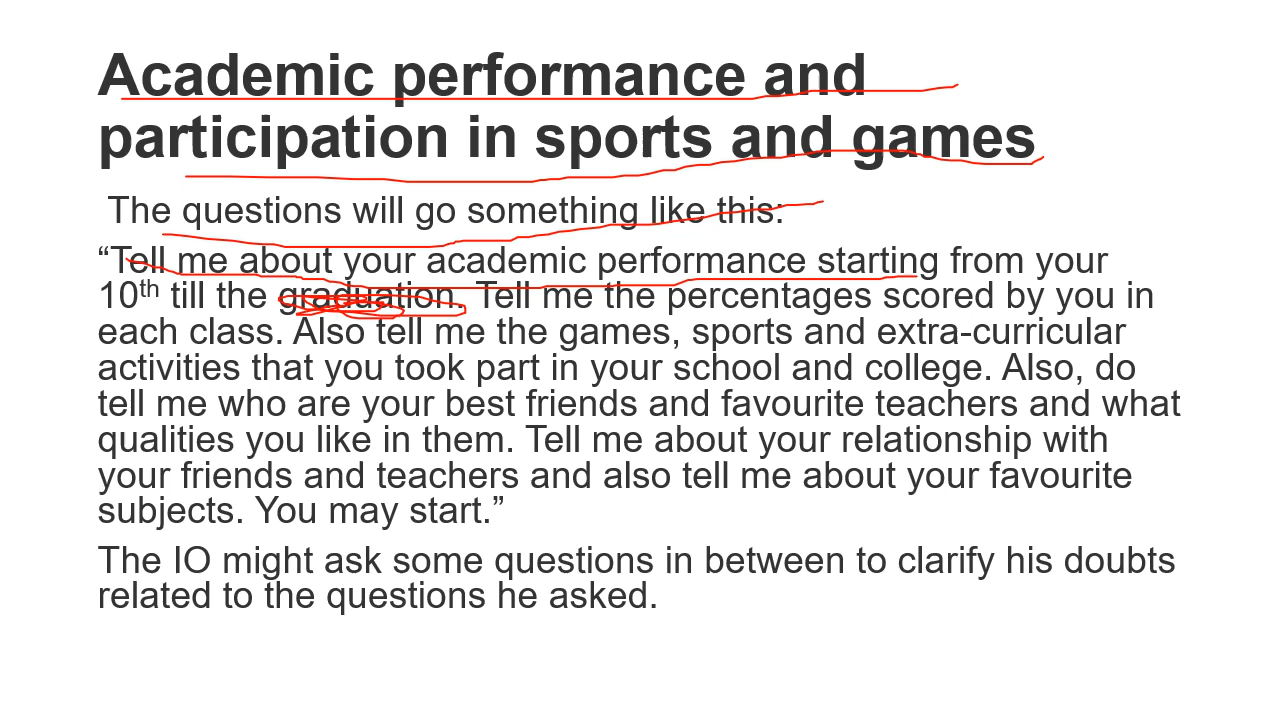 Academic performance and
participation in sports and games
The questions will go something like this:
“Tell me about your academic performance starting from your
10th till the graduation. Tell me the percentages scored by you in
each class. Also tell me the games, sports and extra-curricular
activities that you took part in your school and college. Also, do
tell me who are your best friends and favourite teachers and what
qualities you like in them. Tell me about your relationship with
your friends and teachers and also tell me about your favourite
subjects. You may start.”
The IO might ask some questions in between to clarify his doubts
related to the questions he asked.